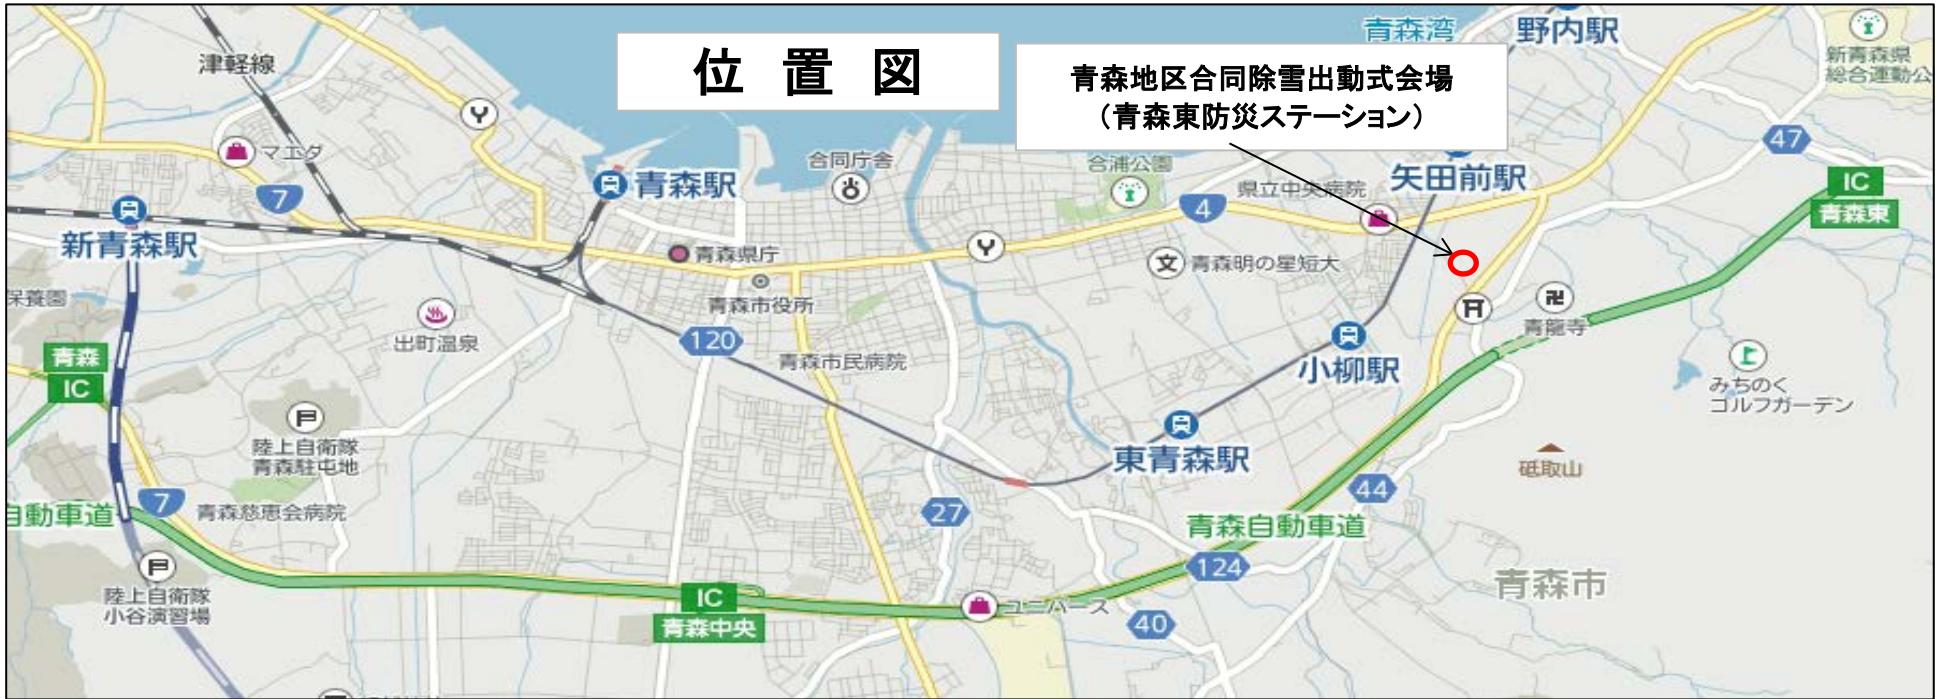 位 置 図
青森地区合同除雪出動式会場
（青森東防災ステーション）
青森湾
野内駅
新青森県
総合運動公
津軽線
マエダ
7
青森駅
合同庁舎
合浦公園
県立中央病院
矢田前駅
47
IC
青森東
4
新青森駅
青森県庁
青森市役所
文
青森明の星短大
保養園
出町温泉
120
青森市民病院
小柳駅
青龍寺
みちのく
ゴルフガーデン
青森
IC
陸上自衛隊
青森駐屯地
東青森駅
砥取山
44
7
青森慈恵会病院
自動車道
27
青森自動車道
124
陸上自衛隊
小谷演習場
IC
青森中央
ユニバース
40
青森市